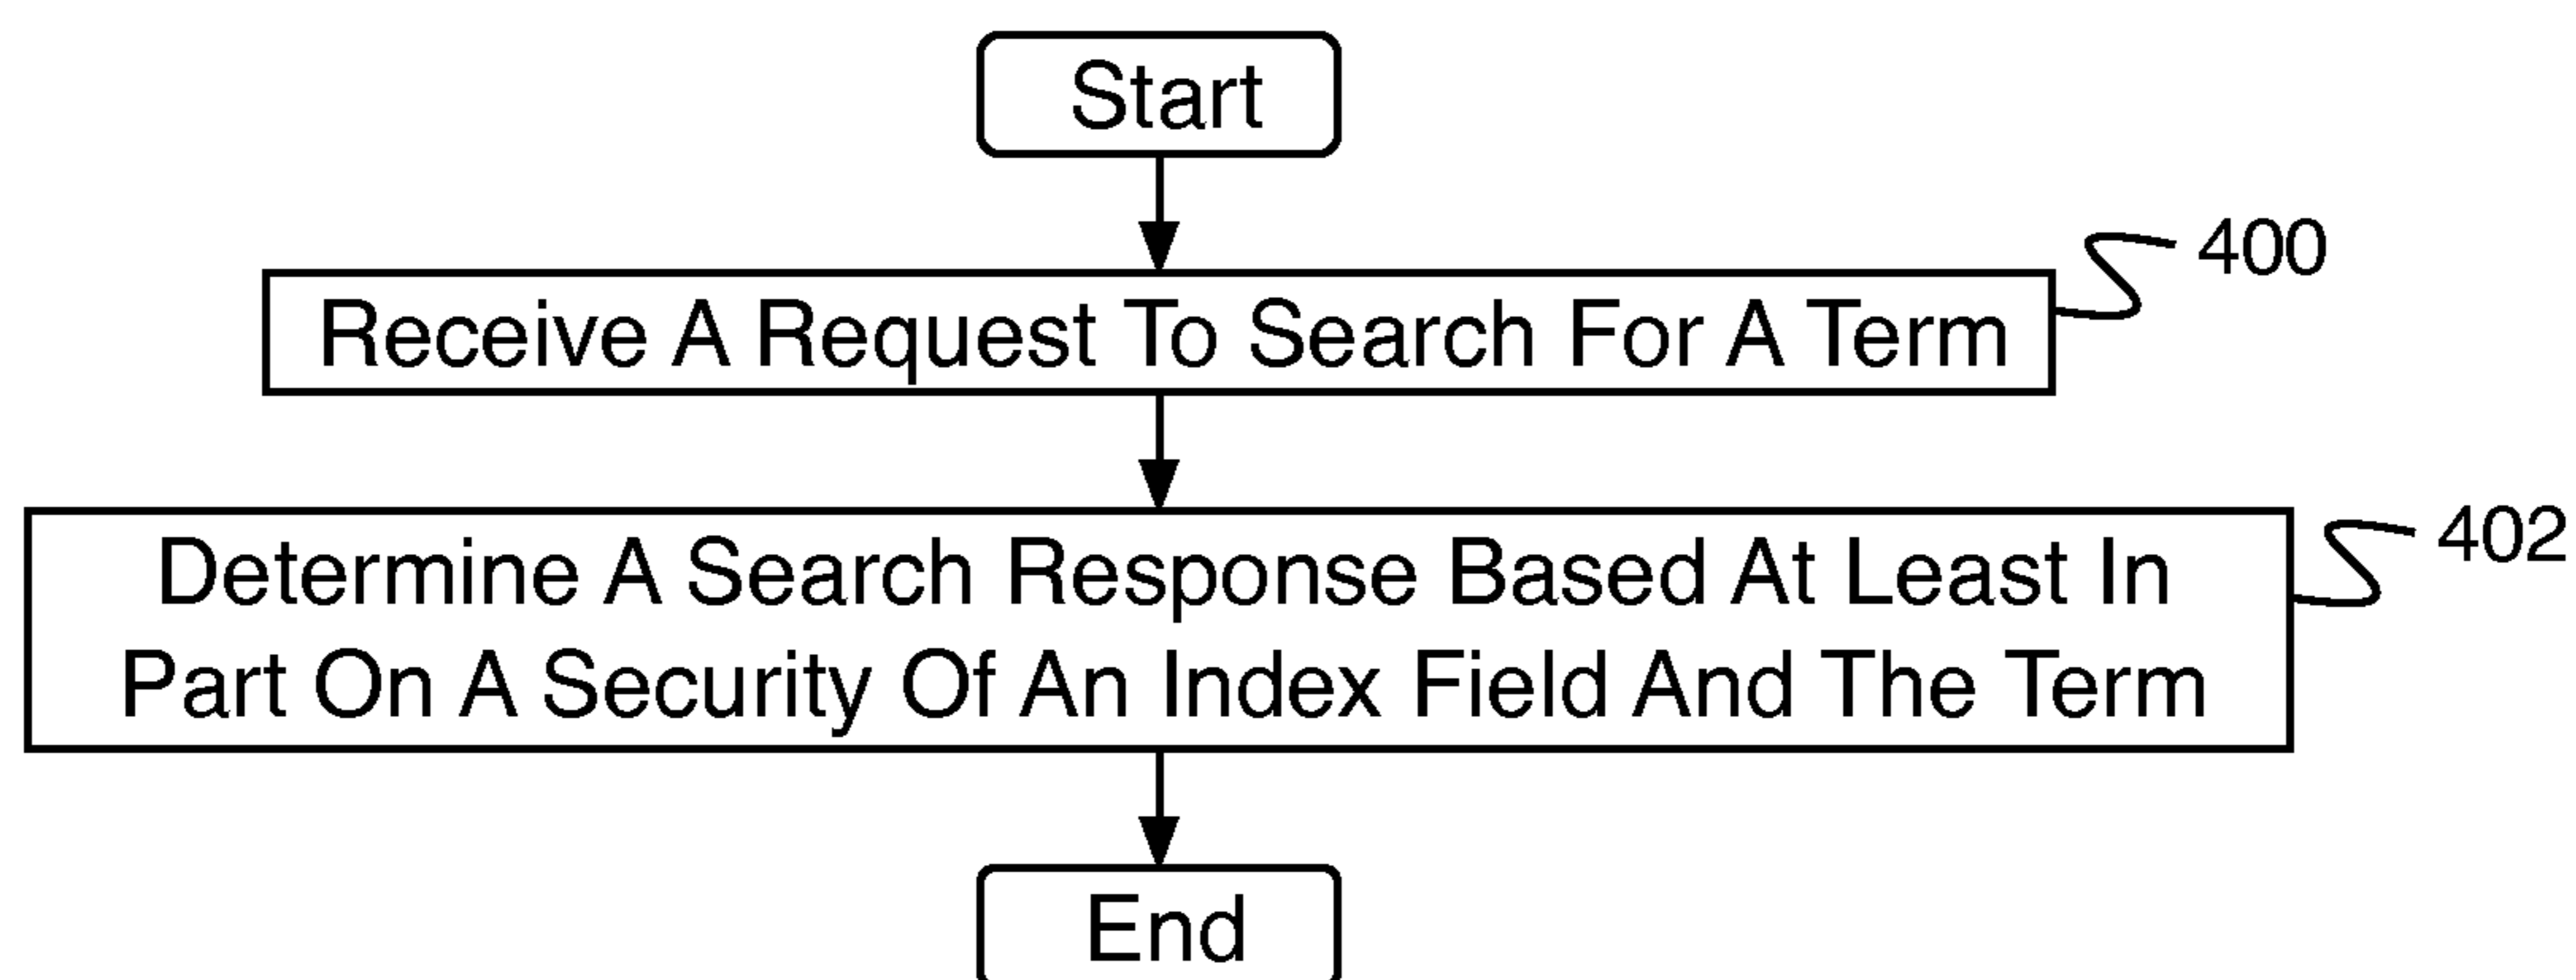 Start
400
Receive A Request To Search For A Term
402
Determine A Search Response Based At Least In
Part On A Security Of An Index Field And The Term
End